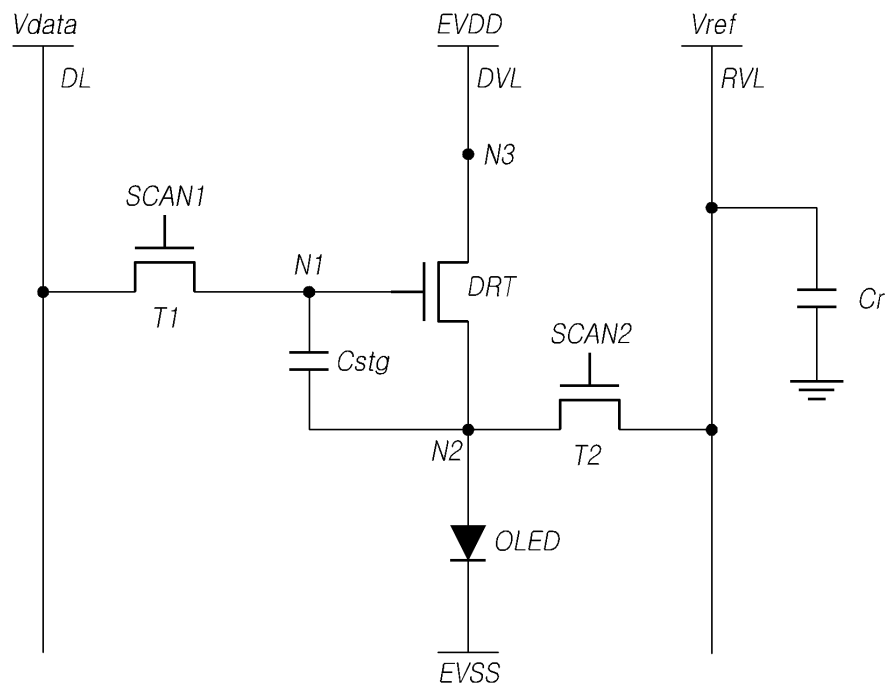 Vdata
EVDD
Vref
DL
DVL
RVL
N3
SCAN1
N1
DRT
Cr
T1
SCAN2
Cstg
N2
T2
OLED
EVSS